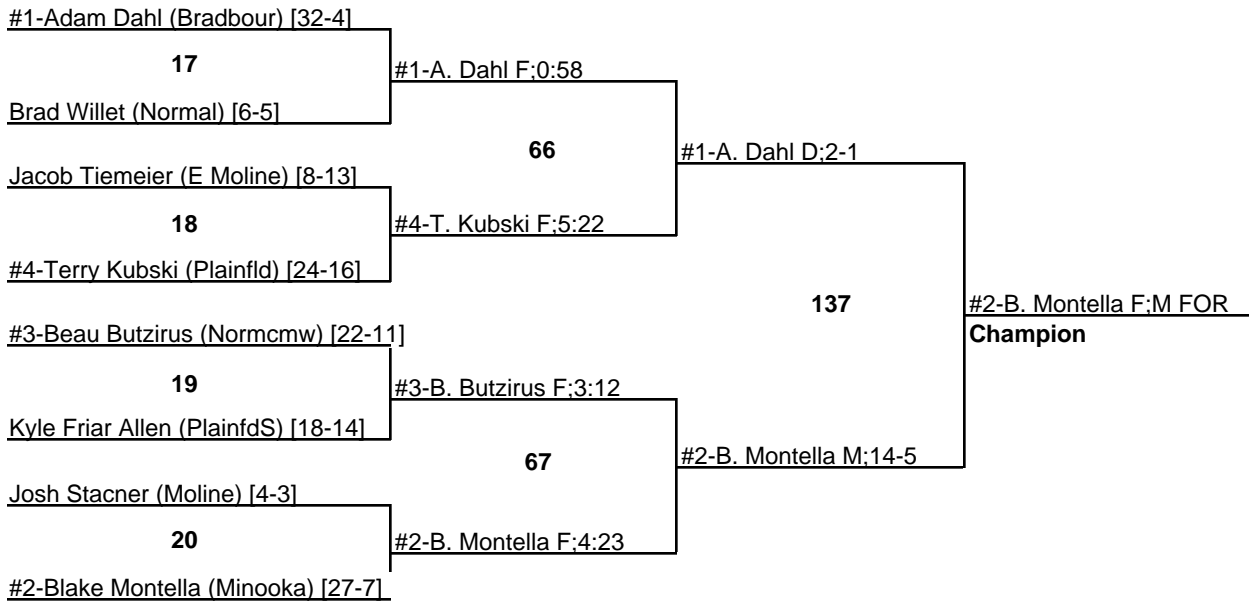 #1-Adam Dahl (Bradbour) [32-4]
17
#1-A. Dahl F;0:58
Brad Willet (Normal) [6-5]
66
#1-A. Dahl D;2-1
Jacob Tiemeier (E Moline) [8-13]
18
#4-T. Kubski F;5:22
#4-Terry Kubski (Plainfld) [24-16]
137
#2-B. Montella F;M FOR
Champion
#3-Beau Butzirus (Normcmw) [22-11]
19
#3-B. Butzirus F;3:12
Kyle Friar Allen (PlainfdS) [18-14]
67
#2-B. Montella M;14-5
Josh Stacner (Moline) [4-3]
20
#2-B. Montella F;4:23
#2-Blake Montella (Minooka) [27-7]